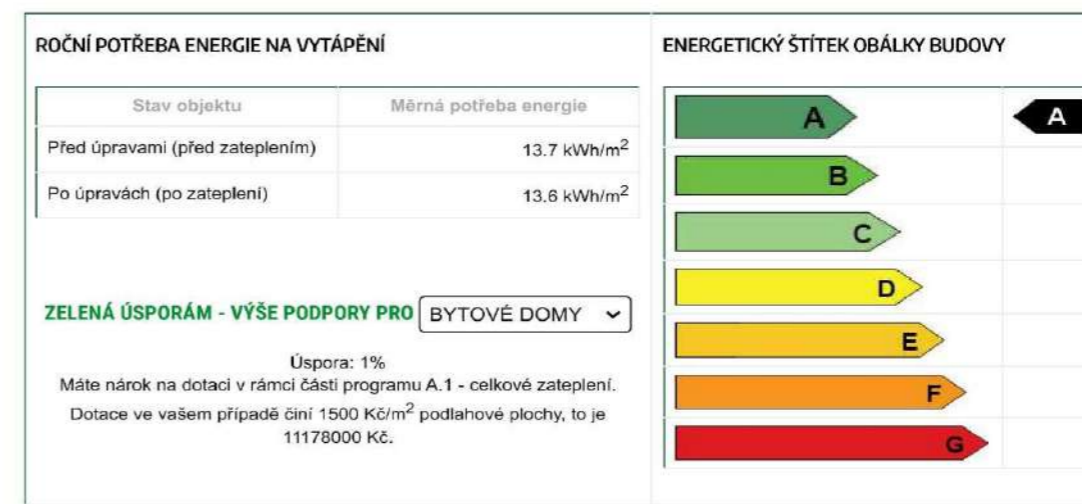 ROČNÍ POTŘEBA ENERGIE NA VYTÁPĚNÍ
Stav objektu Měrná potřeba energie
Před úpravami (před zateplením) 13.7 kWh/m²
Po úpravách (po zateplení) 13.6 kWh/m²
ZELENÁ ÚSPORÁM - VÝŠE PODPORY PRO BYTOVÉ DOMY
Úspora: 1%
Máte nárok na dotaci v rámci části programu A.1 - celkové zateplení.
Dotace ve vašem případě činí 1500 Kč/m² podlahové plochy, to je
11178000 Kč.
ENERGETICKÝ ŠTÍTEK OBÁLKY BUDOVY
A A
B
C
D
E
F
G